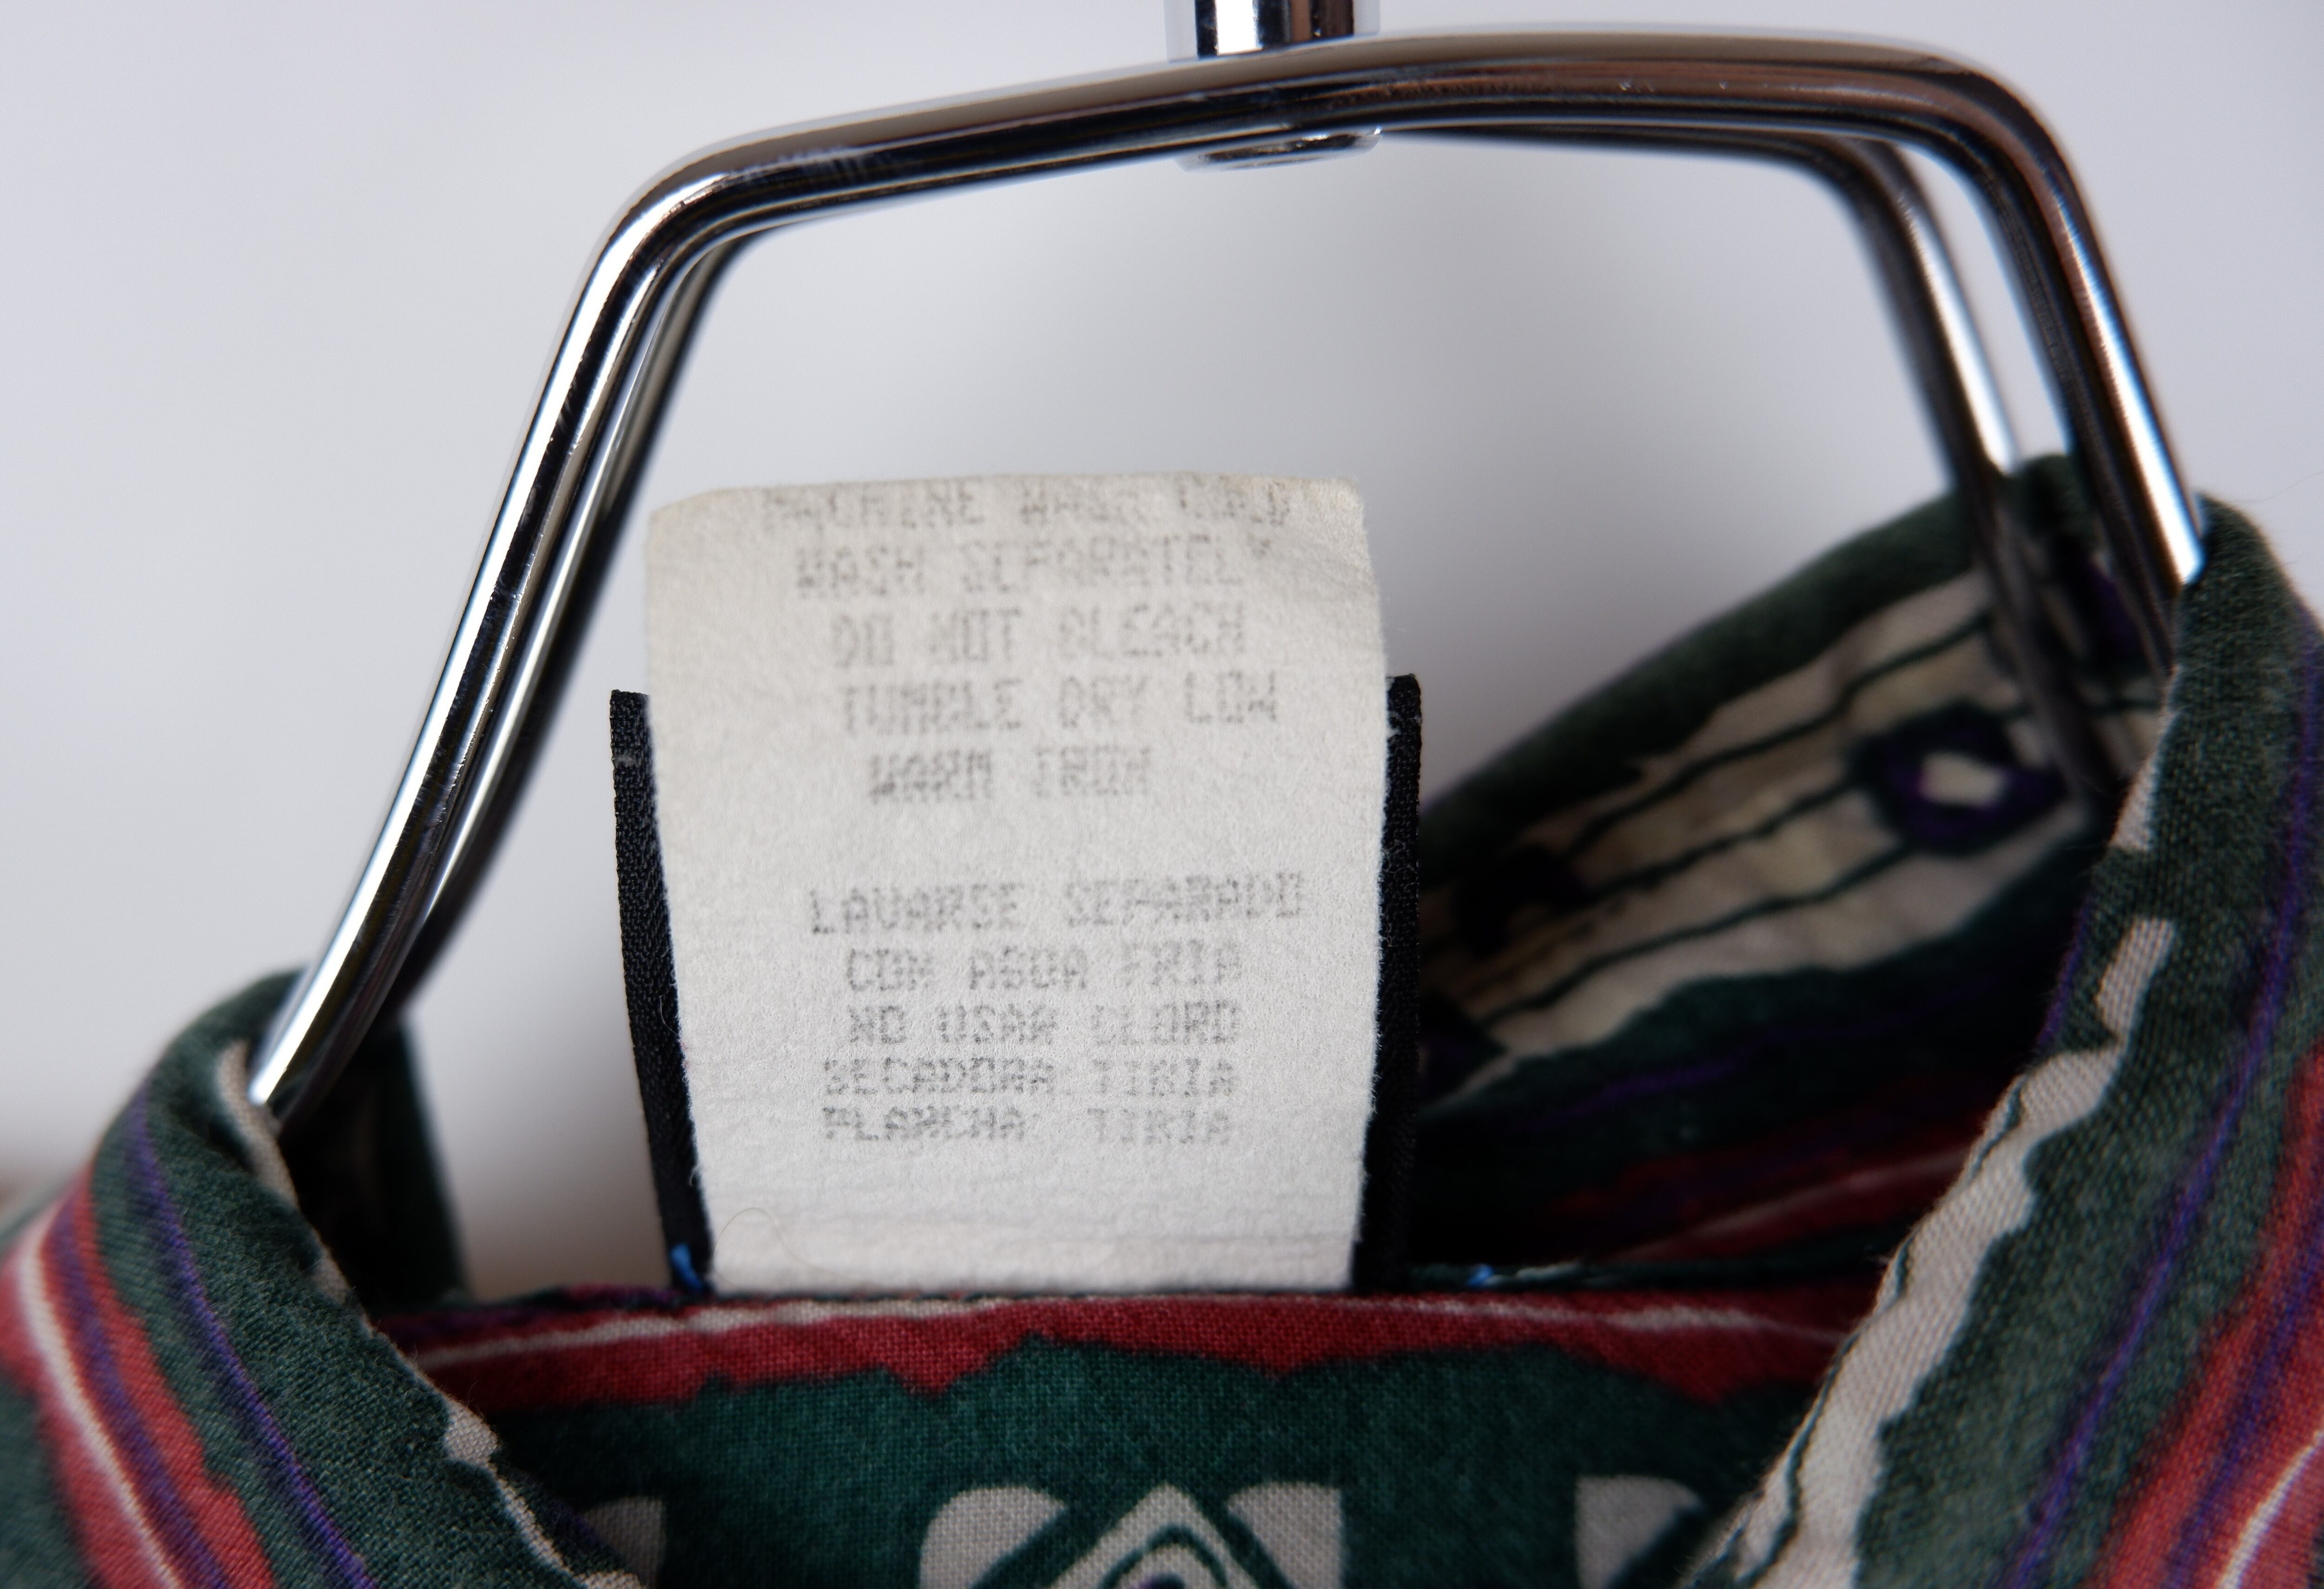 MACHINE WASH COLD
WASH SEPARATELY
DO NOT BLEACH
TUMBLE DRY LOW
WARM IRON
LAVARSE SEPARADO
CON AGUA FRIA
NO USAR CLORO
SECADORA TIBIA
PLANCHA TIBIA